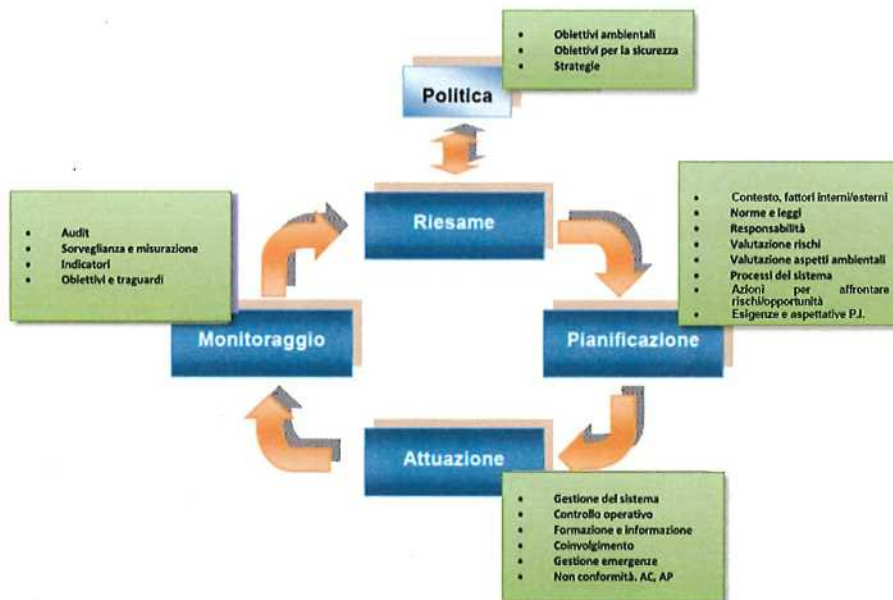 • Obiettivi ambientali
• Obiettivi per la sicurezza
• Strategie
Politica
Riesame
• Contesto, fattori interni/esterni
• Norme e leggi
• Responsabilità
• Valutazione rischi
• Valutazione aspetti ambientali
• Processi del sistema
• Azioni per affrontare
rischi/opportunità
• Esigenze e aspettative P.I.
• Audit
• Sorveglianza e misurazione
• Indicatori
• Obiettivi e traguardi
Monitoraggio
Pianificazione
Attuazione
• Gestione del sistema
• Controllo operativo
• Formazione e informazione
• Coinvolgimento
• Gestione emergenze
• Non conformità. AC, AP